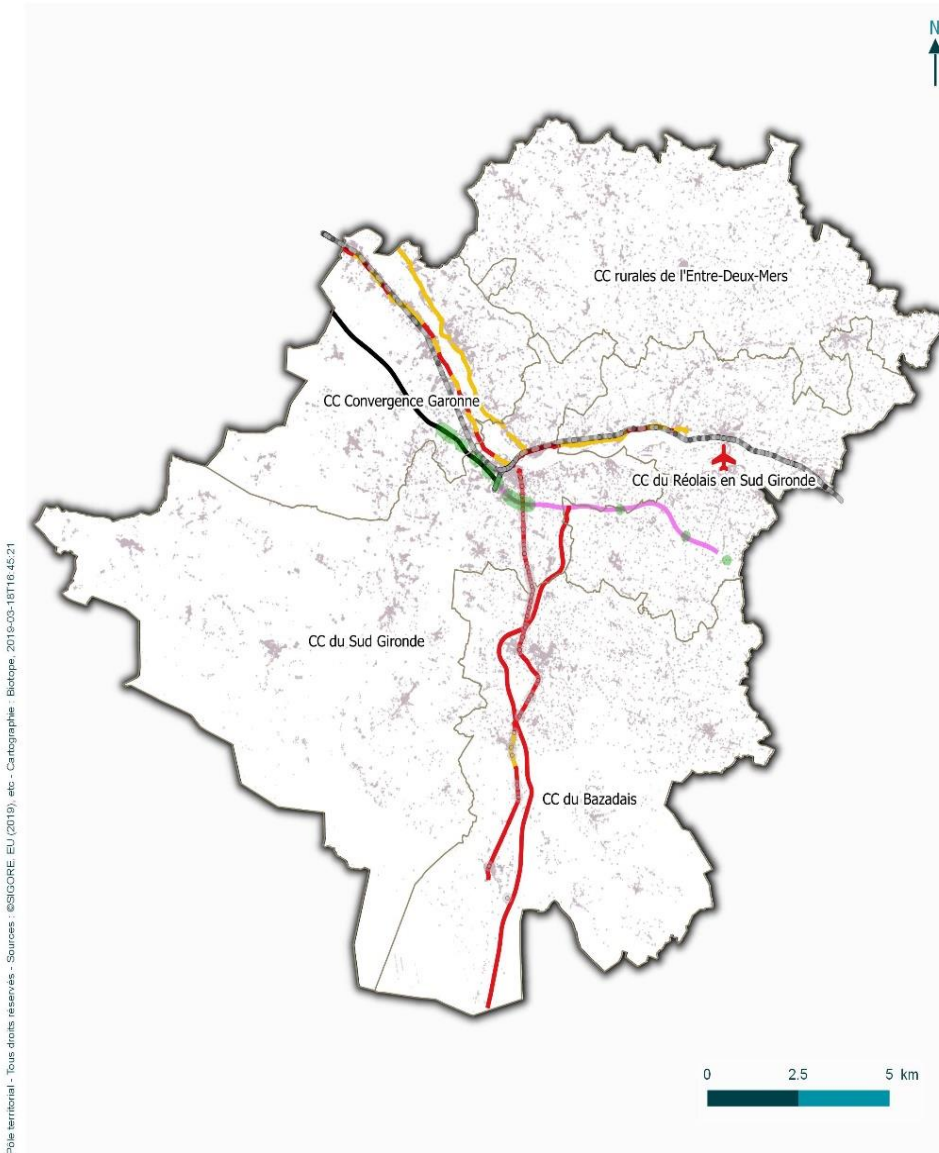 N
CC rurales de l'Entre-Deux-Mers
CC Convergence Garonne
CC du Réolais en Sud Gironde
CC du Sud Gironde
CC du Bazadais
0 2.5 5 km
Pôle territorial - Tous droits réservés - Sources : ©SIGORE, EU (2019), etc - Cartographie : Biotope, 2019-03-18T16:45:21